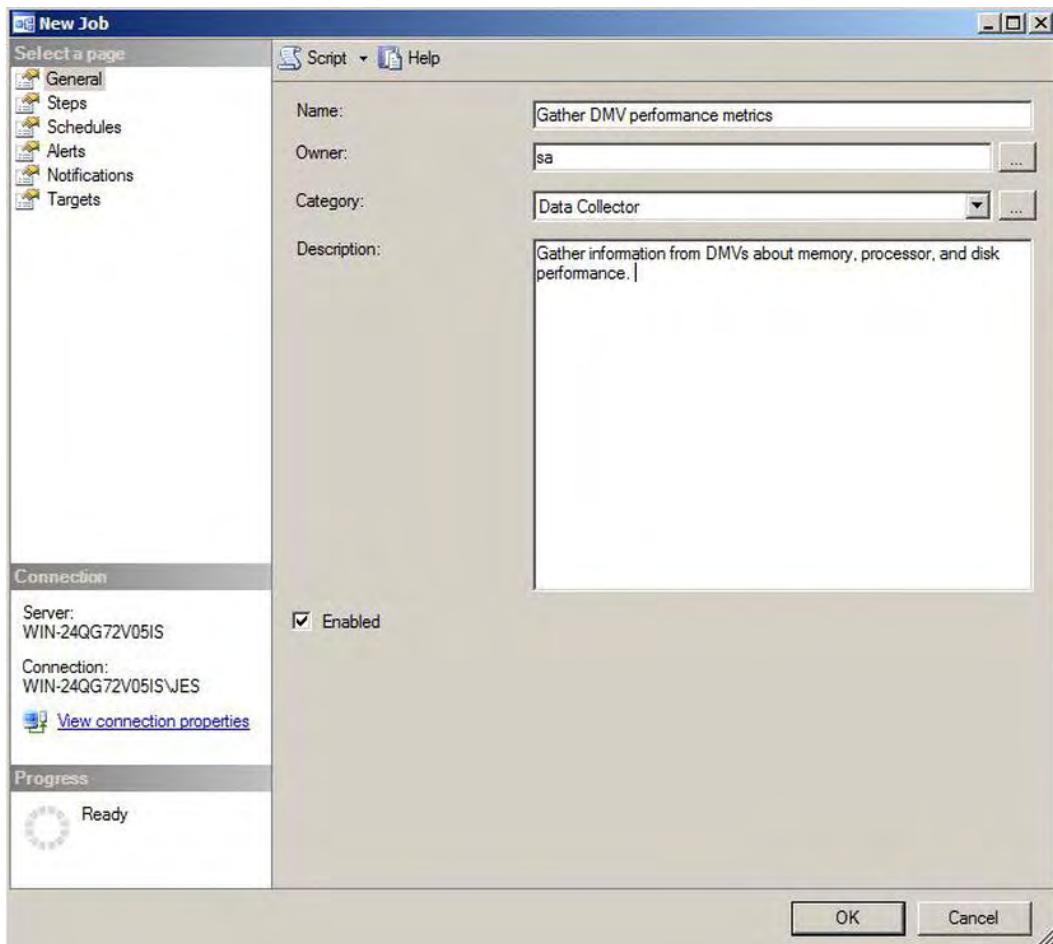 New Job
Select a page
General
Steps
Schedules
Alerts
Notifications
Targets
Script
Help
Name:
Gather DMV performance metrics
Owner:
sa
...
Category:
Data Collector
...
Description:
Gather information from DMVs about memory, processor, and disk
perfomance.
Enabled
Connection
Server:
WIN-24QG72V05IS
Connection:
WIN-24QG72V05IS\JES
View connection properties
Progress
Ready
OK
Cancel